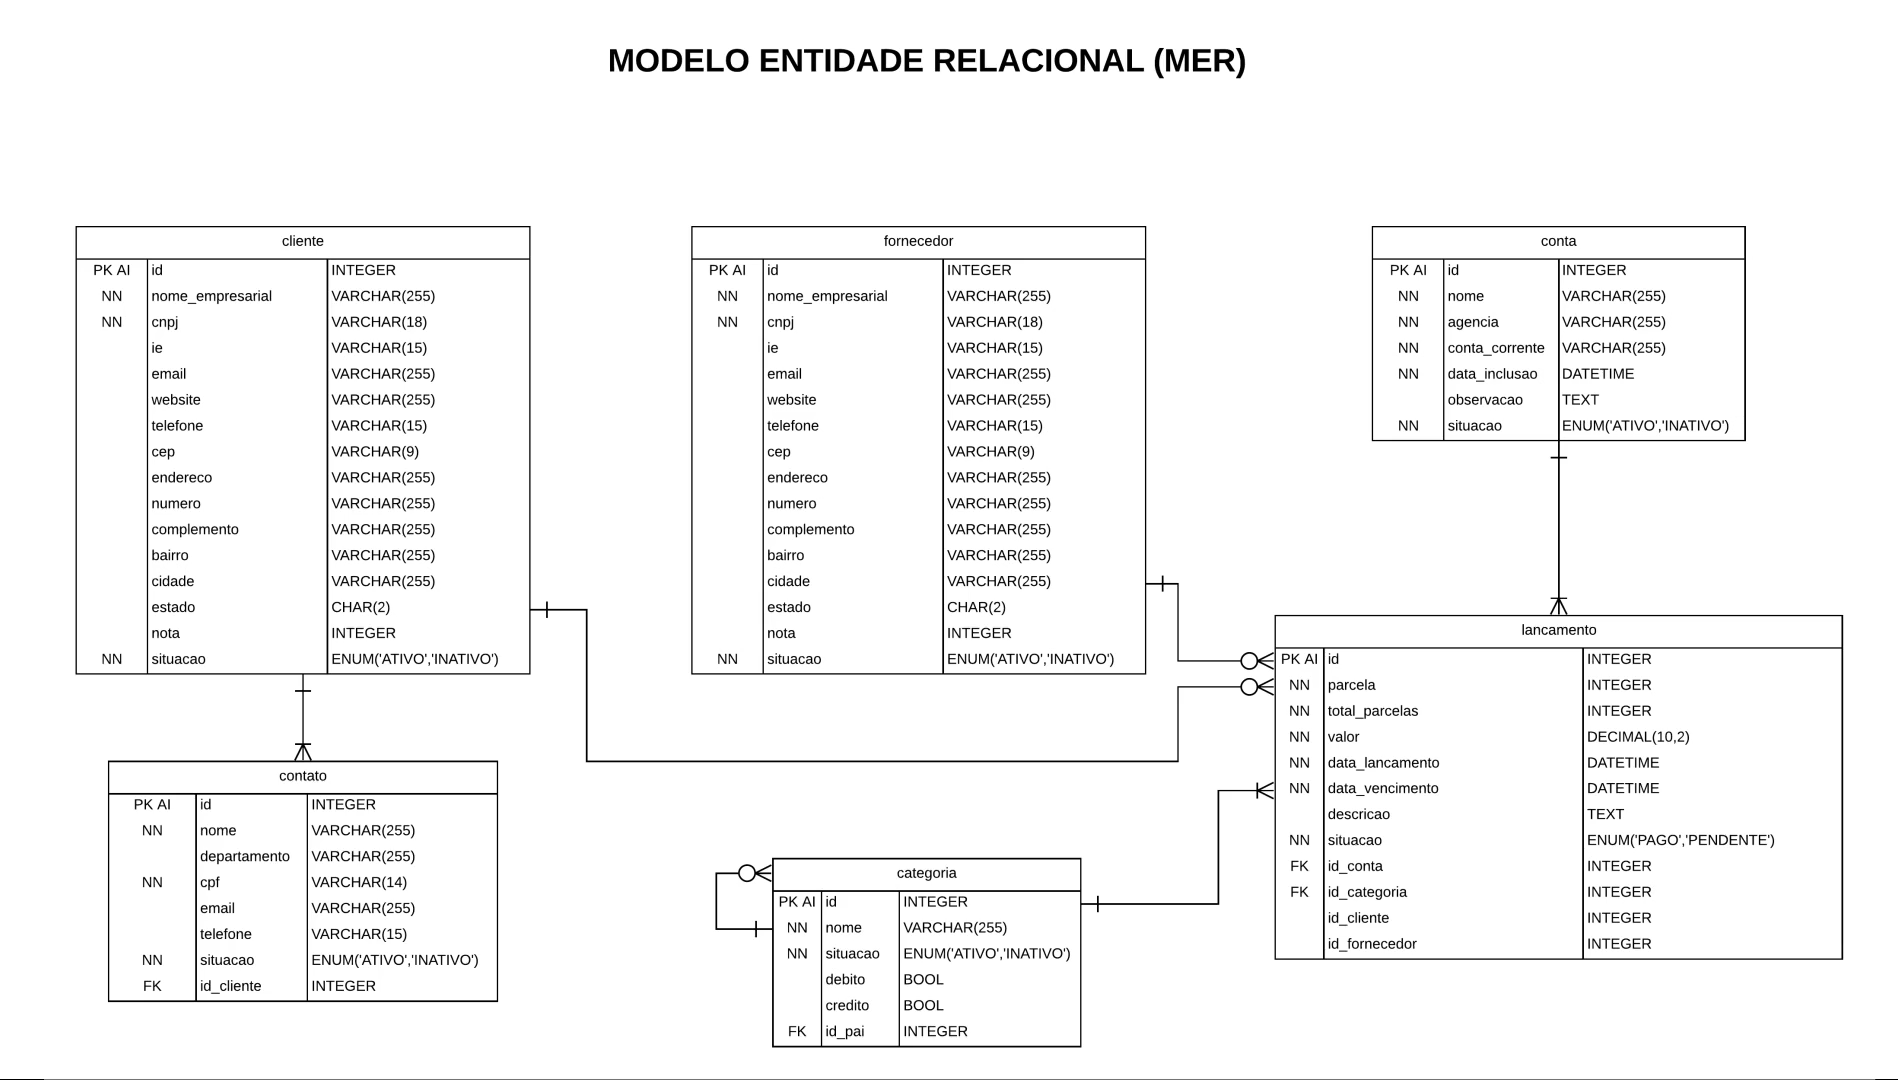 MODELO ENTIDADE RELACIONAL (MER)
cliente
PK AI id INTEGER
NN nome_empresarial VARCHAR(255)
NN cnpj VARCHAR(18)
ie VARCHAR(15)
email VARCHAR(255)
website VARCHAR(255)
telefone VARCHAR(15)
cep VARCHAR(9)
endereco VARCHAR(255)
numero VARCHAR(255)
complemento VARCHAR(255)
bairro VARCHAR(255)
cidade VARCHAR(255)
estado CHAR(2)
nota INTEGER
NN situacao ENUM('ATIVO','INATIVO')
fornecedor
PK AI id INTEGER
NN nome_empresarial VARCHAR(255)
NN cnpj VARCHAR(18)
ie VARCHAR(15)
email VARCHAR(255)
website VARCHAR(255)
telefone VARCHAR(15)
cep VARCHAR(9)
endereco VARCHAR(255)
numero VARCHAR(255)
complemento VARCHAR(255)
bairro VARCHAR(255)
cidade VARCHAR(255)
estado CHAR(2)
nota INTEGER
NN situacao ENUM('ATIVO','INATIVO')
conta
PK AI id INTEGER
NN nome VARCHAR(255)
NN agencia VARCHAR(255)
NN conta_corrente VARCHAR(255)
NN data_inclusao DATETIME
observacao TEXT
NN situacao ENUM('ATIVO','INATIVO')
contato
PK AI id INTEGER
NN nome VARCHAR(255)
departamento VARCHAR(255)
NN cpf VARCHAR(14)
email VARCHAR(255)
telefone VARCHAR(15)
NN situacao ENUM('ATIVO','INATIVO')
FK id_cliente INTEGER
categoria
PK AI id INTEGER
NN nome VARCHAR(255)
NN situacao ENUM('ATIVO','INATIVO')
debito BOOL
credito BOOL
FK id_pai INTEGER
lancamento
PK AI id INTEGER
NN parcela INTEGER
NN total_parcelas INTEGER
NN valor DECIMAL(10,2)
NN data_lancamento DATETIME
NN data_vencimento DATETIME
descricao TEXT
NN situacao ENUM('PAGO','PENDENTE')
FK id_conta INTEGER
FK id_categoria INTEGER
id_cliente INTEGER
id_fornecedor INTEGER